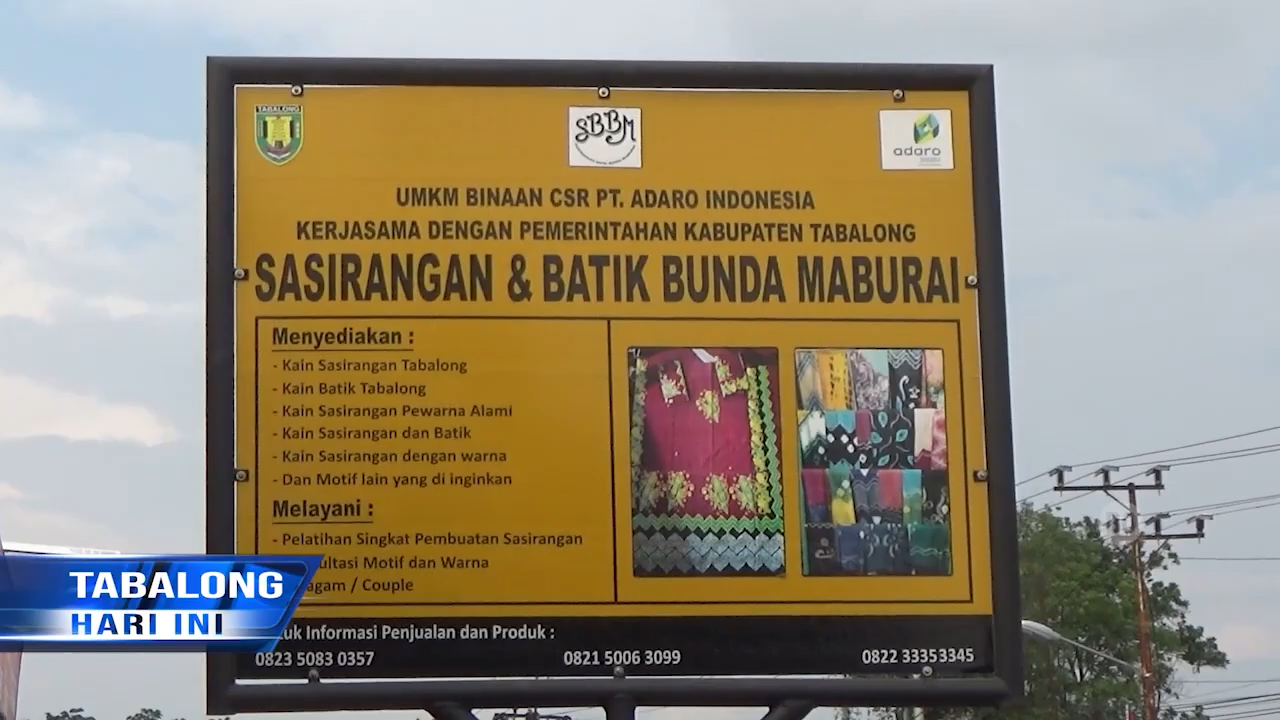 TABALONG
SBBM
adaro
UMKM BINAAN CSR PT. ADARO INDONESIA
KERJASAMA DENGAN PEMERINTAHAN KABUPATEN TABALONG
SASIRANGAN & BATIK BUNDA MABURAI
Menyediakan :
- Kain Sasirangan Tabalong
- Kain Batik Tabalong
- Kain Sasirangan Pewarna Alami
- Kain Sasirangan dan Batik
- Kain Sasirangan dengan warna
- Dan Motif lain yang di inginkan
Melayani :
- Pelatihan Singkat Pembuatan Sasirangan
ultasi Motif dan Warna
agam / Couple
uk Informasi Penjualan dan Produk :
0823 5083 0357 0821 5006 3099 0822 33353345
TABALONG
HARI INI